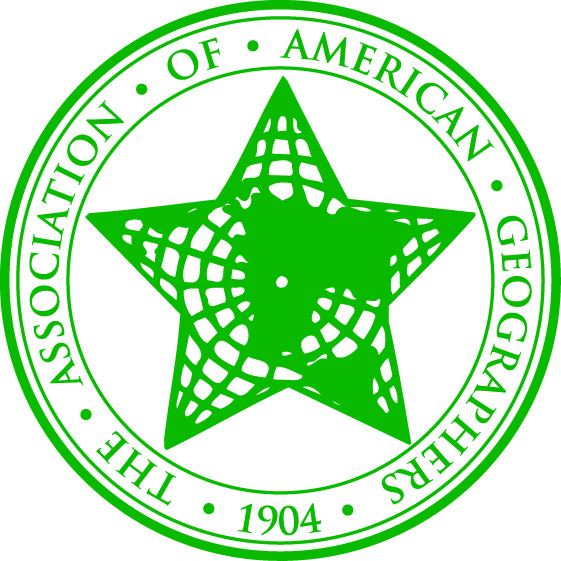 THE • ASSOCIATION • OF • AMERICAN • GEOGRAPHERS •
1904 •